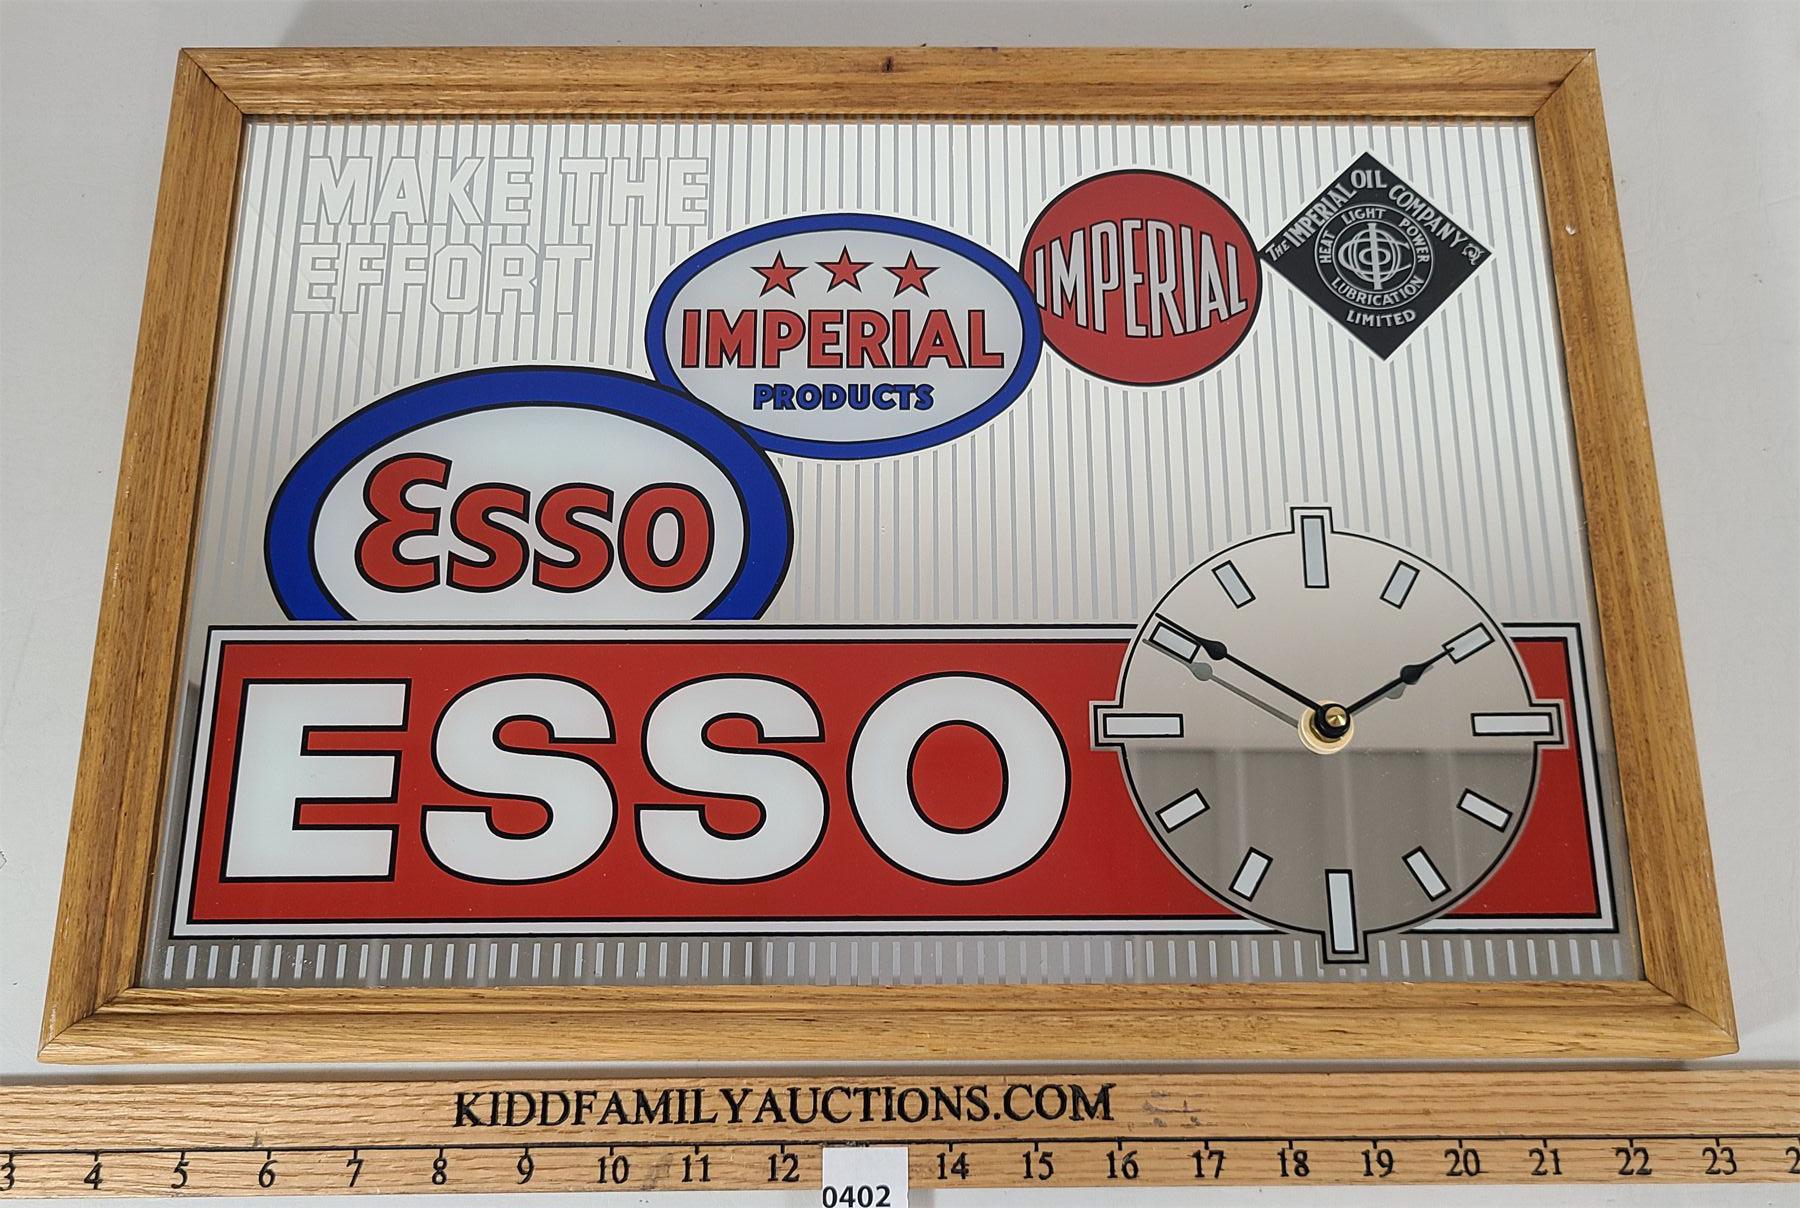 MAKE THE
EFFORT
IMPERIAL
PRODUCTS
IMPERIAL
THE IMPERIAL OIL COMPANY
LIMITED
HEAT LIGHT POWER
LUBRICATION
Esso
ESSO
KIDDFAMILYAUCTIONS.COM
3 4 5 6 7 8 9 10 11 12 14 15 16 17 18 19 20 21 22 23 2
0402